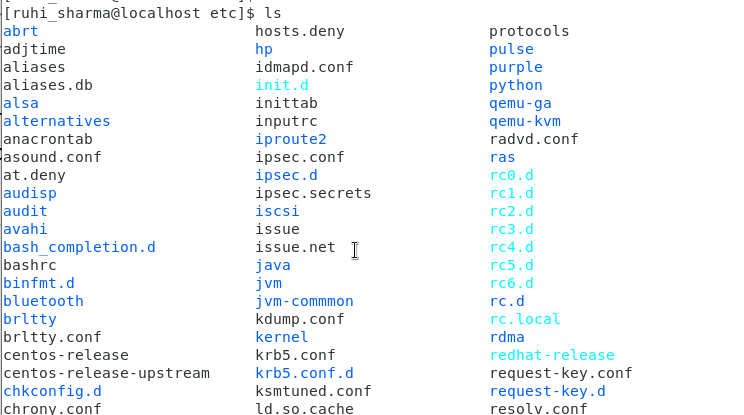 [ruhi_sharma@localhost etc]$
[ruhi_sharma@localhost etc]$ ls
abrt hosts.deny protocols
adjtime hp pulse
aliases idmapd.conf purple
aliases.db init.d python
alsa inittab qemu-ga
alternatives inputrc qemu-kvm
anacrontab iproute2 radvd.conf
asound.conf ipsec.conf ras
at.deny ipsec.d rc0.d
audisp ipsec.secrets rc1.d
audit iscsi rc2.d
avahi issue rc3.d
bash_completion.d issue.net rc4.d
bashrc java rc5.d
binfmt.d jvm rc6.d
bluetooth jvm-commmon rc.d
brltty kdump.conf rc.local
brltty.conf kernel rdma
centos-release krb5.conf redhat-release
centos-release-upstream krb5.conf.d request-key.conf
chkconfig.d ksmtuned.conf request-key.d
chrony.conf ld.so.cache resolv.conf